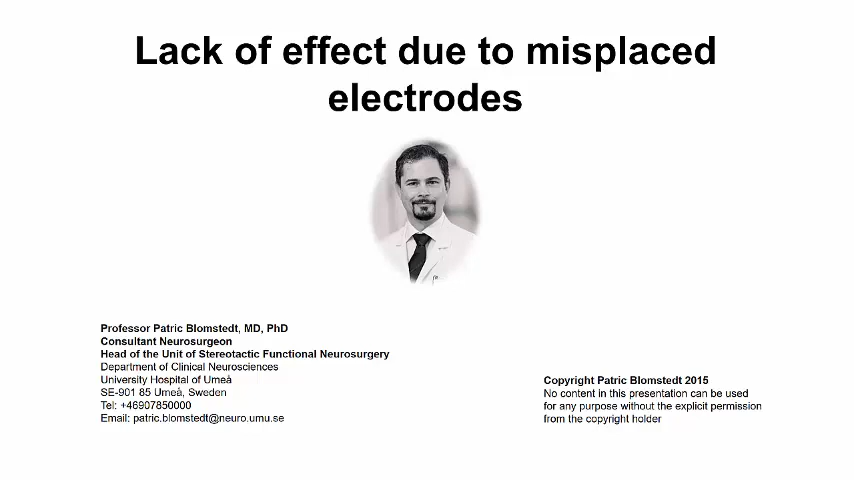 Lack of effect due to misplaced
electrodes
Professor Patric Blomstedt, MD, PhD
Consultant Neurosurgeon
Head of the Unit of Stereotactic Functional Neurosurgery
Department of Clinical Neurosciences
University Hospital of Umeå
SE-901 85 Umeå, Sweden
Tel: +46907850000
Email: patric.blomstedt@neuro.umu.se
Copyright Patric Blomstedt 2015
No content in this presentation can be used
for any purpose without the explicit permission
from the copyright holder